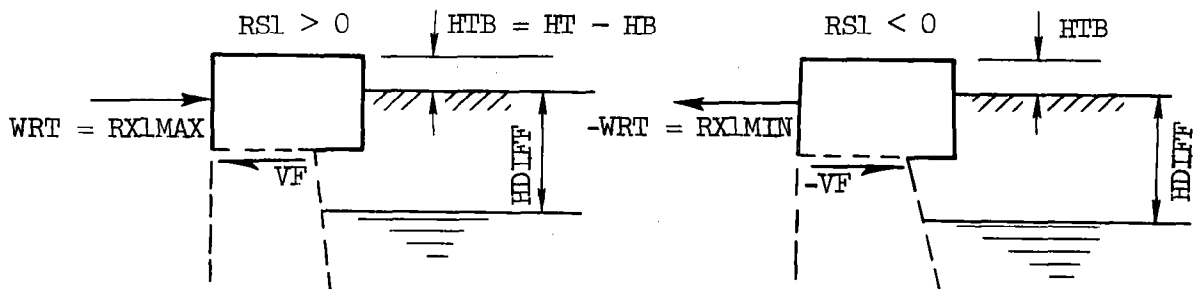 RS1 > 0
HTB = HT - HB
WRT = RX1MAX
VF
HDIFF
RS1 < 0
HTB
-WRT = RX1MIN
-VF
HDIFF